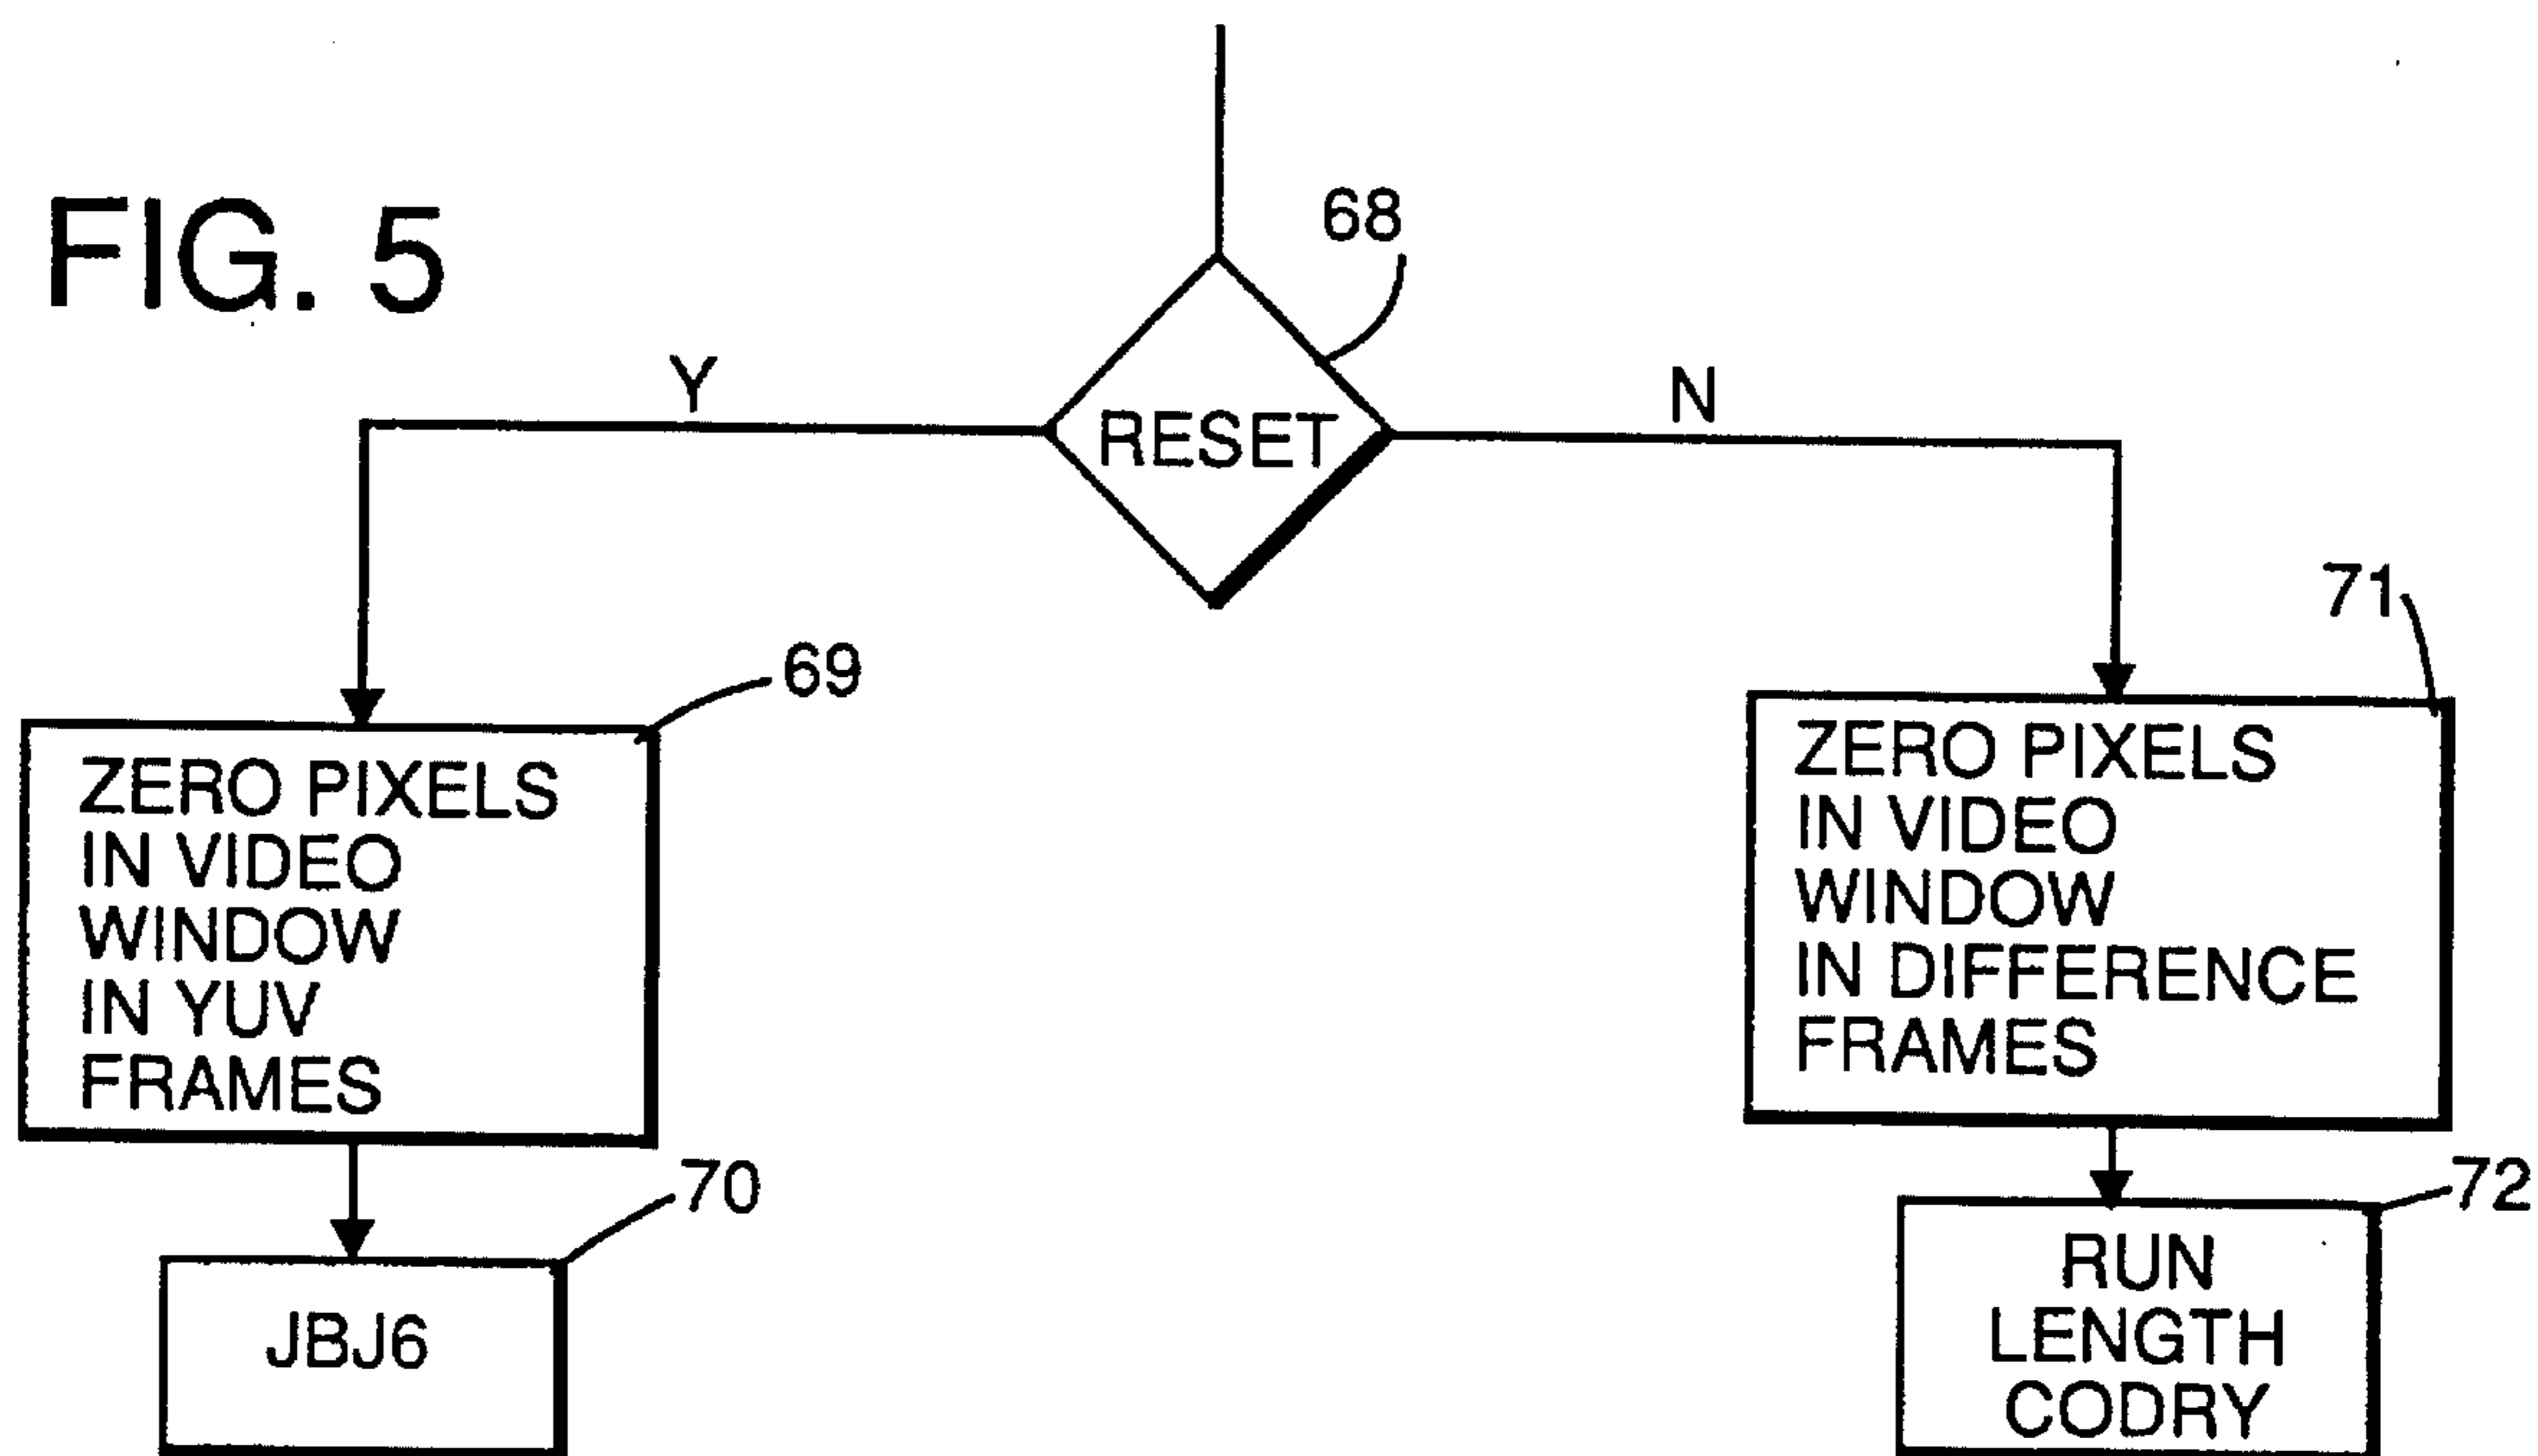 FIG. 5
68
Y
RESET
N
69
71
ZERO PIXELS
IN VIDEO
WINDOW
IN YUV
FRAMES
ZERO PIXELS
IN VIDEO
WINDOW
IN DIFFERENCE
FRAMES
70
JBJ6
72
RUN
LENGTH
CODRY